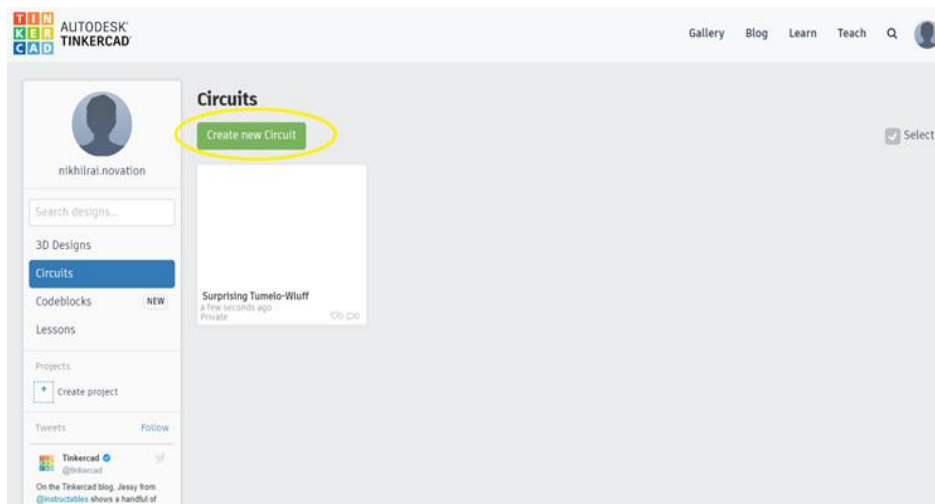 TIN
KER
CAD
AUTODESK'
TINKERCAD
Gallery Blog Learn Teach
Circuits
Create new Circuit
Select
nikhilrai.novation
Search designs...
3D Designs
Circuits
Codeblocks NEW
Lessons
Surprising Tumelo-Wluff
a few seconds ago
Private
0 0
Projects
+ Create project
Tweets Follow
Tinkercad
@tinkercad
On the Tinkercad blog, Jessy from
@instructables shows a handful of